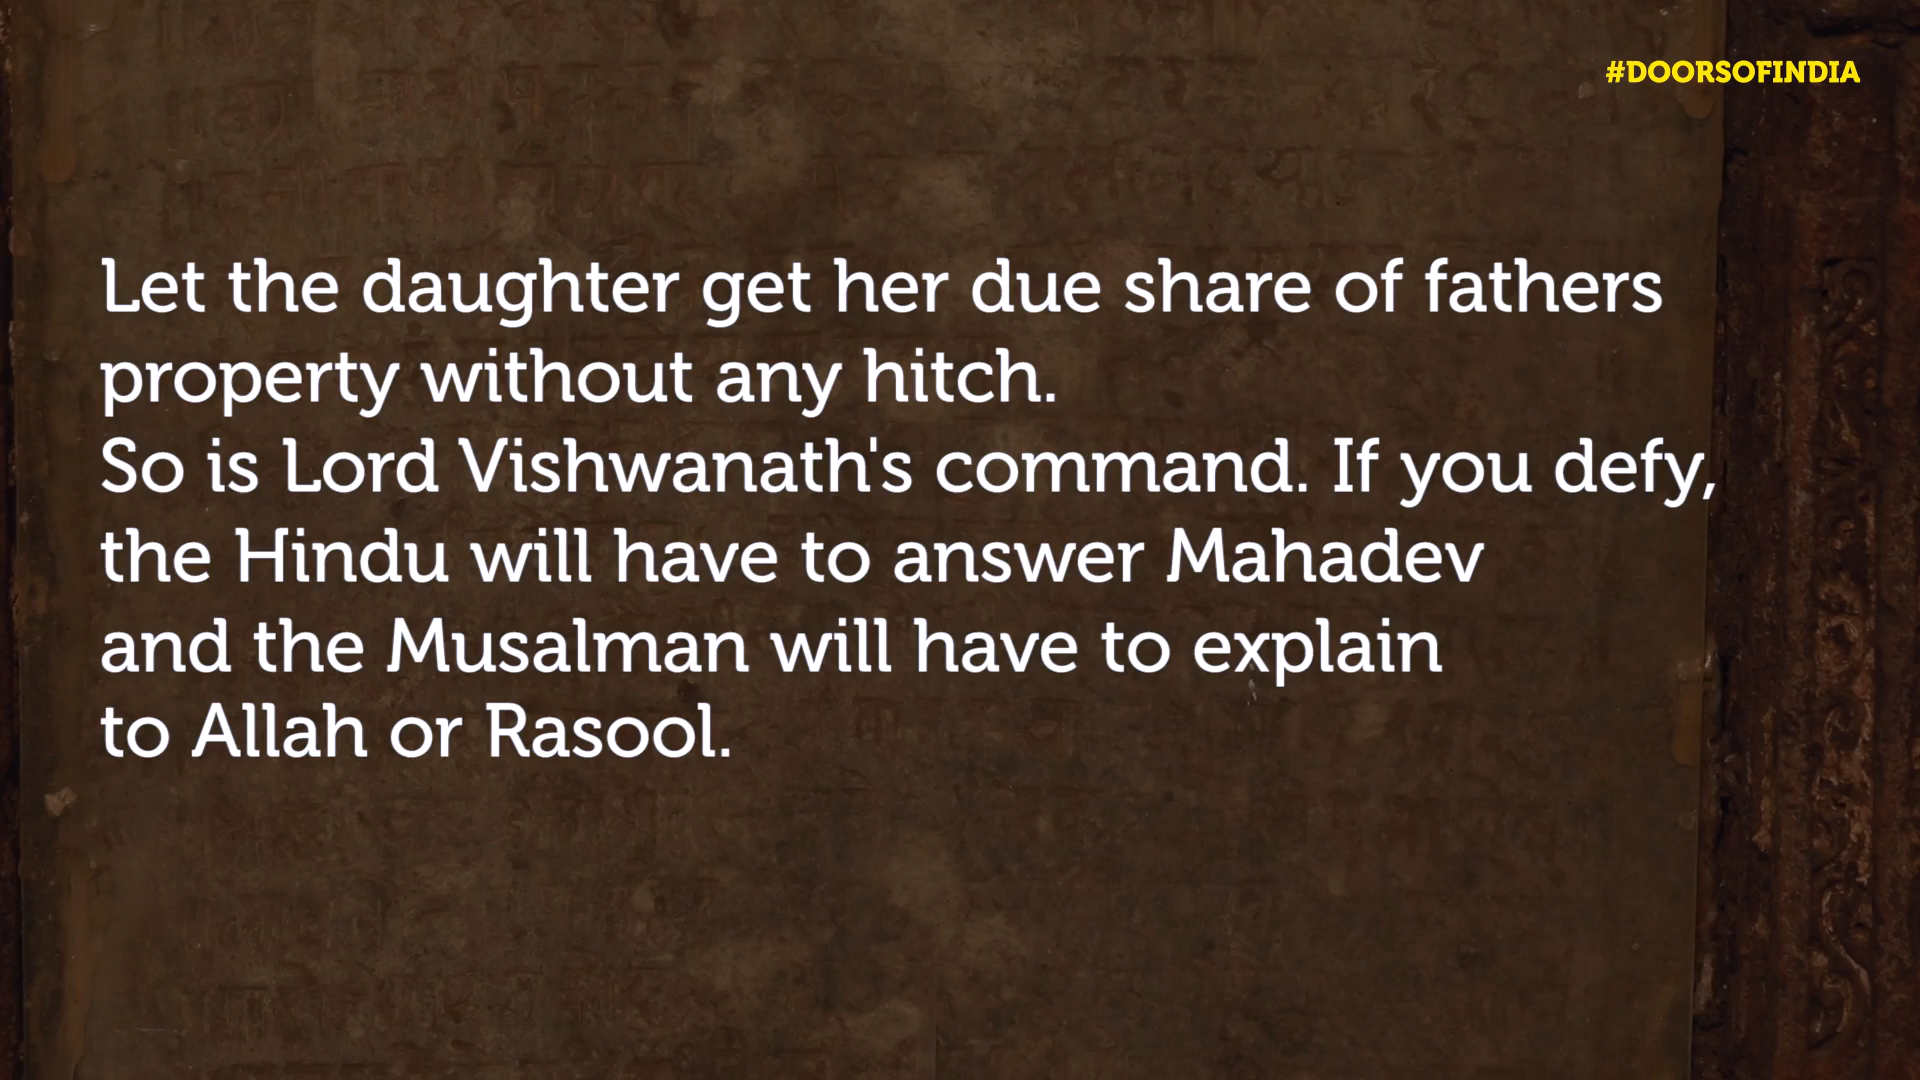 #DOORSOFINDIA
Let the daughter get her due share of fathers
property without any hitch.
So is Lord Vishwanath's command. If you defy,
the Hindu will have to answer Mahadev
and the Musalman will have to explain
to Allah or Rasool.